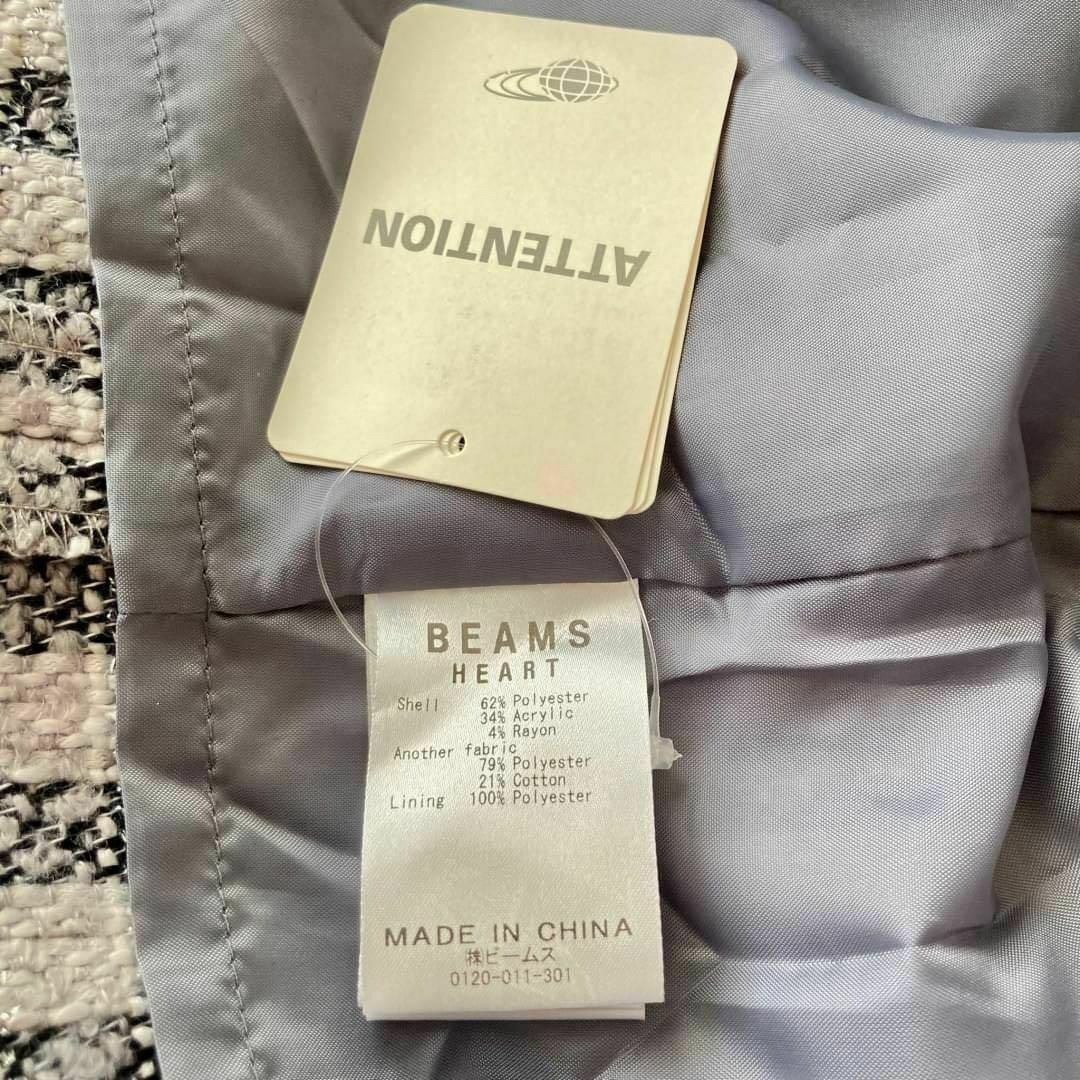 ATTENTION
BEAMS
HEART
Shell 62% Polyester
34% Acrylic
4% Rayon
Another fabric
79% Polyester
21% Cotton
Lining 100% Polyester
MADE IN CHINA
㈱ビームス
0120-011-301